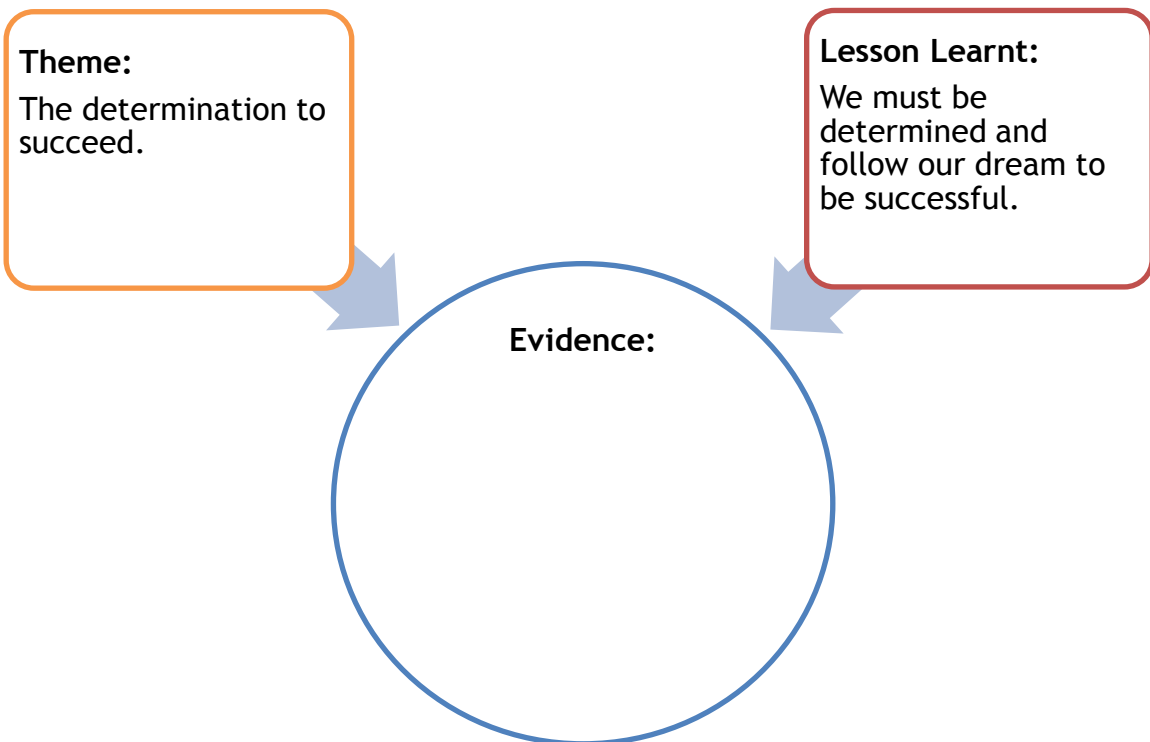 Theme:
The determination to
succeed.
Lesson Learnt:
We must be
determined and
follow our dream to
be successful.
Evidence: